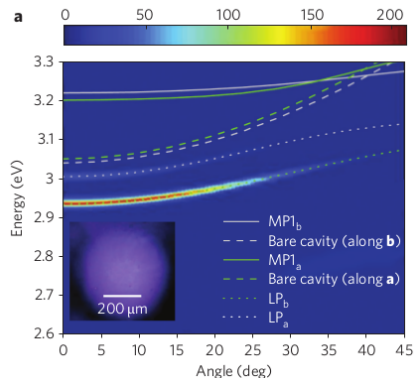 a
0 50 100 150 200
3.3
3.2
3.1
3
2.9
2.8
2.7
2.6
Energy (eV)
200 μm
MP1b
Bare cavity (along b)
MP1a
Bare cavity (along a)
LPb
LPa
0 5 10 15 20 25 30 35 40 45
Angle (deg)